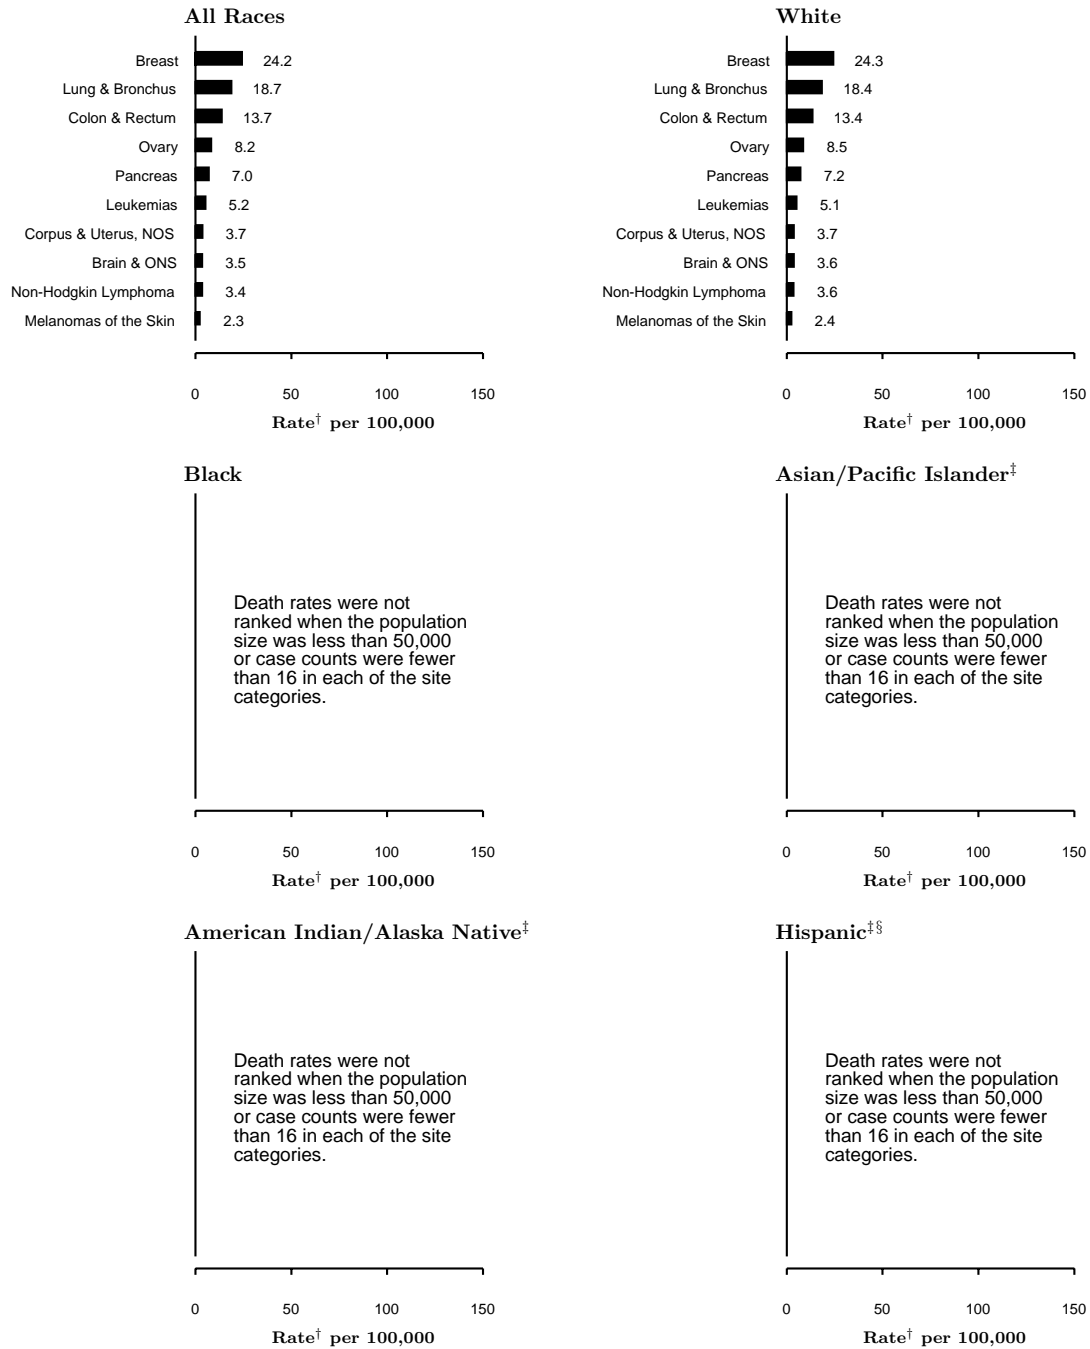 All Races
Breast 24.2
Lung & Bronchus 18.7
Colon & Rectum 13.7
Ovary 8.2
Pancreas 7.0
Leukemias 5.2
Corpus & Uterus, NOS 3.7
Brain & ONS 3.5
Non-Hodgkin Lymphoma 3.4
Melanomas of the Skin 2.3
0 50 100 150
Rate† per 100,000
White
Breast 24.3
Lung & Bronchus 18.4
Colon & Rectum 13.4
Ovary 8.5
Pancreas 7.2
Leukemias 5.1
Corpus & Uterus, NOS 3.7
Brain & ONS 3.6
Non-Hodgkin Lymphoma 3.6
Melanomas of the Skin 2.4
0 50 100 150
Rate† per 100,000
Black
Death rates were not
ranked when the population
size was less than 50,000
or case counts were fewer
than 16 in each of the site
categories.
0 50 100 150
Rate† per 100,000
Asian/Pacific Islander‡
Death rates were not
ranked when the population
size was less than 50,000
or case counts were fewer
than 16 in each of the site
categories.
0 50 100 150
Rate† per 100,000
American Indian/Alaska Native‡
Death rates were not
ranked when the population
size was less than 50,000
or case counts were fewer
than 16 in each of the site
categories.
0 50 100 150
Rate† per 100,000
Hispanic‡§
Death rates were not
ranked when the population
size was less than 50,000
or case counts were fewer
than 16 in each of the site
categories.
0 50 100 150
Rate† per 100,000